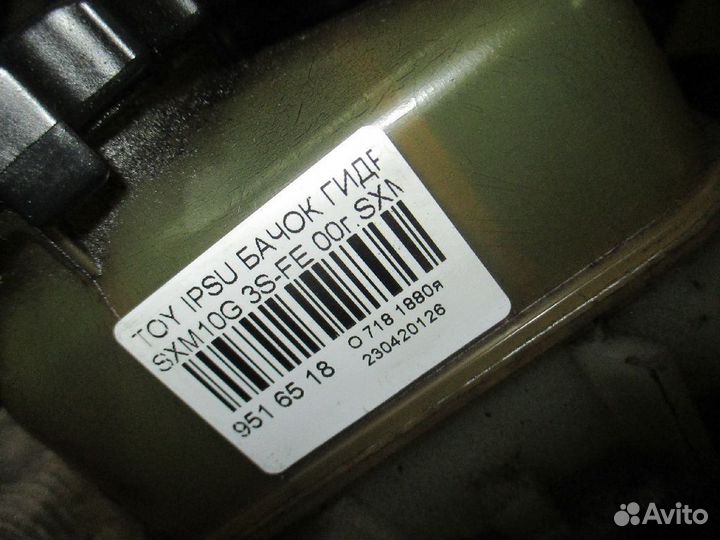 TOY IPSU БАЧОК ГИДР
SXM10G 3S-FE 00г.SXM
951 65 18
О 718 1880я
230420126
Avito